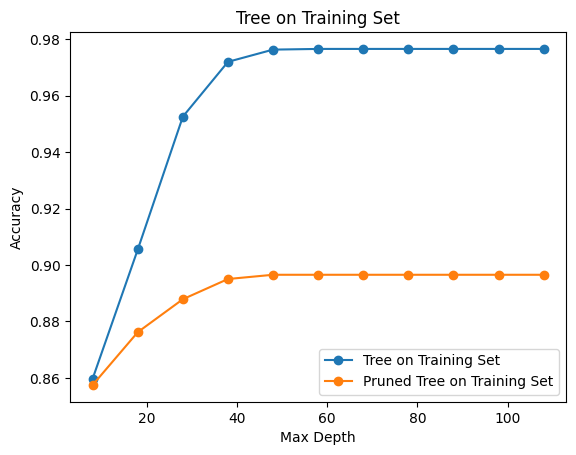 Tree on Training Set
0.98
0.96
0.94
0.92
0.90
0.88
0.86
Accuracy
20
40
60
80
100
Max Depth
Tree on Training Set
Pruned Tree on Training Set